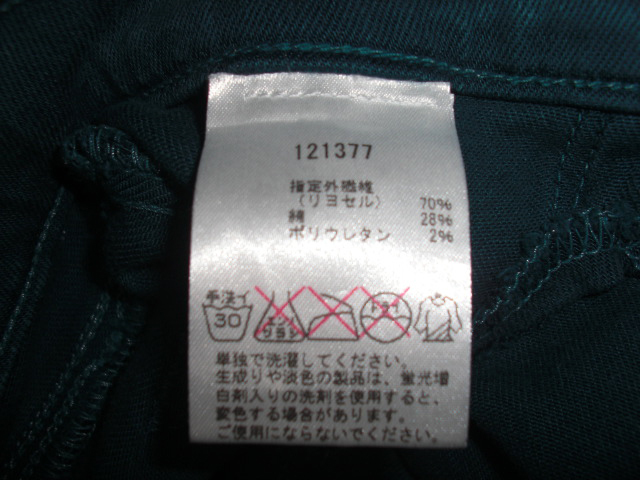 121377
指定外繊維
(リヨセル) 70%
綿 28%
ポリウレタン 2%
手洗イ
30
エンソ
サラシ
ドライ
単独で洗濯してください。
生成りや淡色の製品は、蛍光増
白剤入りの洗剤を使用すると、
変色する場合があります。
ご使用にならないでください。